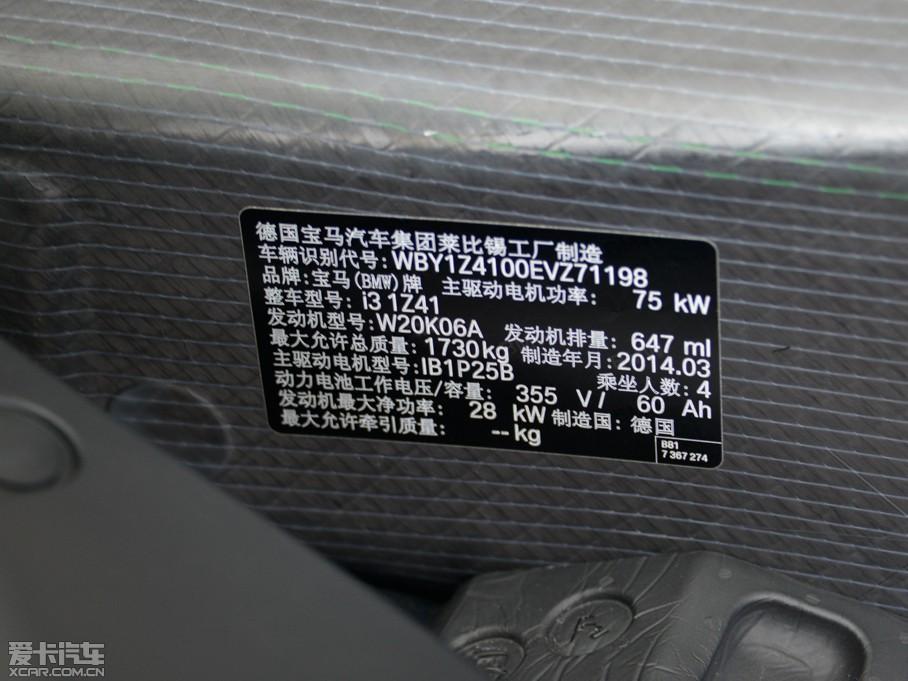 德国宝马汽车集团莱比锡工厂制造
车辆识别代号: WBY1Z4100EVZ71198
品牌: 宝马(BMW)牌 主驱动电机功率: 75 kW
整车型号: i3 1Z41
发动机型号: W20K06A 发动机排量: 647 ml
最大允许总质量: 1730kg 制造年月: 2014.03
主驱动电机型号: IB1P25B 乘坐人数: 4
动力电池工作电压/容量: 355 V/ 60 Ah
发动机最大净功率: 28 kW 制造国: 德国
最大允许牵引质量: -- kg
B81
7 367 274
爱卡汽车
XCAR.COM.CN